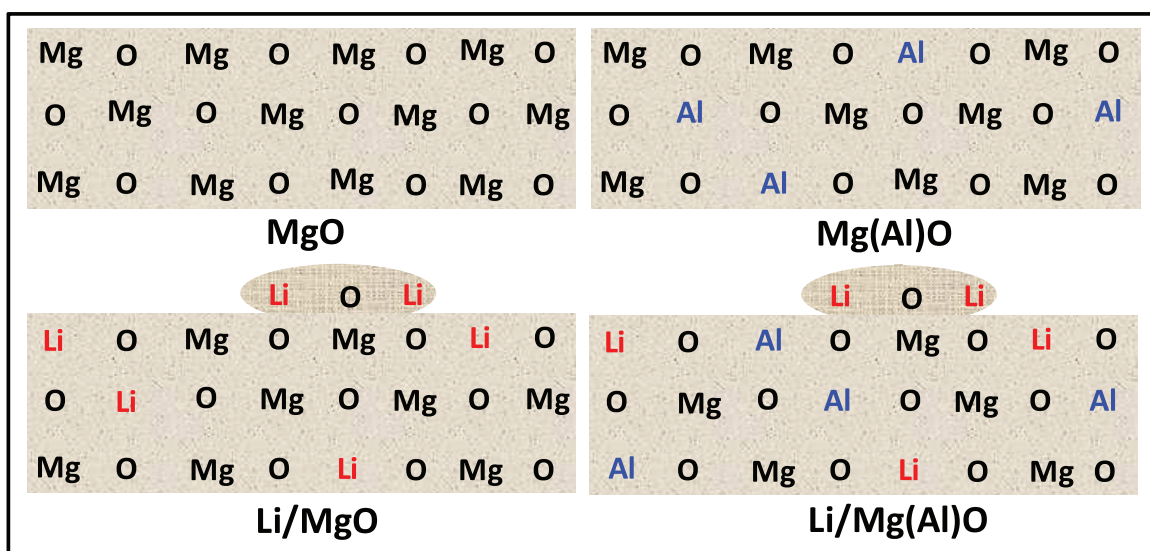 Mg O Mg O Mg O Mg O
O Mg O Mg O Mg O Mg
Mg O Mg O Mg O Mg O
MgO
Mg O Mg O Al O Mg O
O Al O Mg O Mg O Al
Mg O Al O Mg O Mg O
Mg(Al)O
Li O Li
Li O Mg O Mg O Li O
O Li O Mg O Mg O Mg
Mg O Mg O Li O Mg O
Li/MgO
Li O Li
Li O Al O Mg O Li O
O Mg O Al O Mg O Al
Al O Mg O Li O Mg O
Li/Mg(Al)O